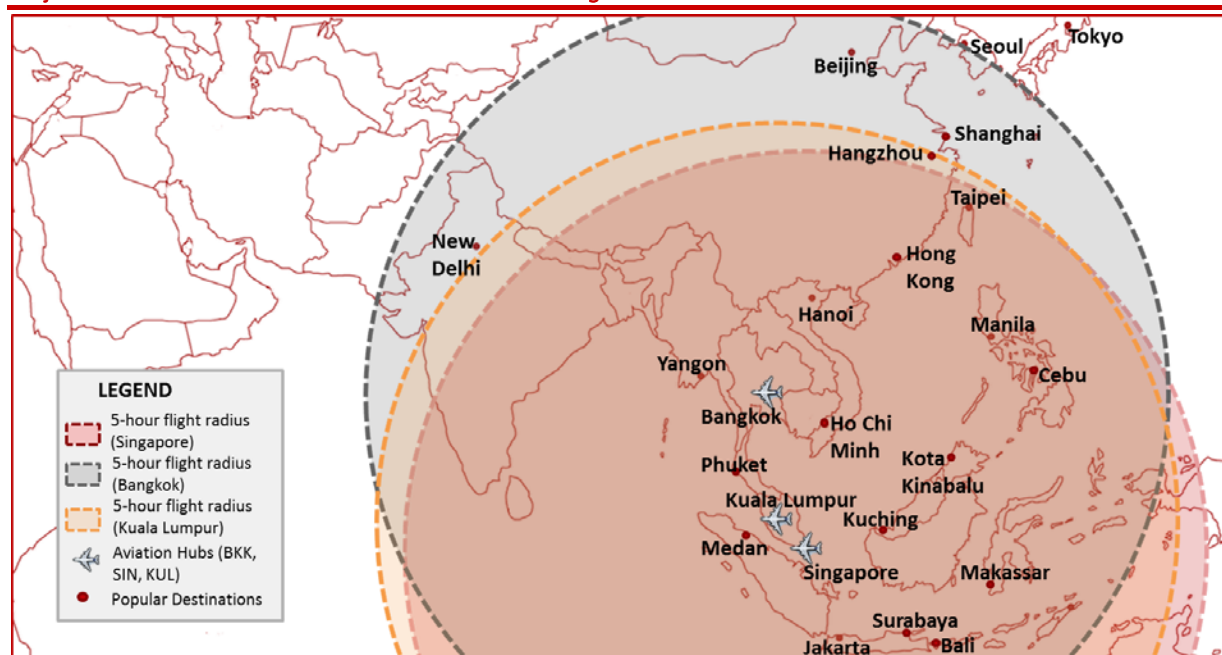 Seoul
Tokyo
Beijing
Shanghai
Hangzhou
Taipei
New
Delhi
Hong
Kong
Hanoi
Manila
Yangon
Cebu
Bangkok
Ho Chi
Minh
Phuket
Kota
Kinabalu
Kuala Lumpur
Kuching
Medan
Singapore
Makassar
Surabaya
Jakarta
Bali
LEGEND
5-hour flight radius
(Singapore)
5-hour flight radius
(Bangkok)
5-hour flight radius
(Kuala Lumpur)
Aviation Hubs (BKK,
SIN, KUL)
Popular Destinations